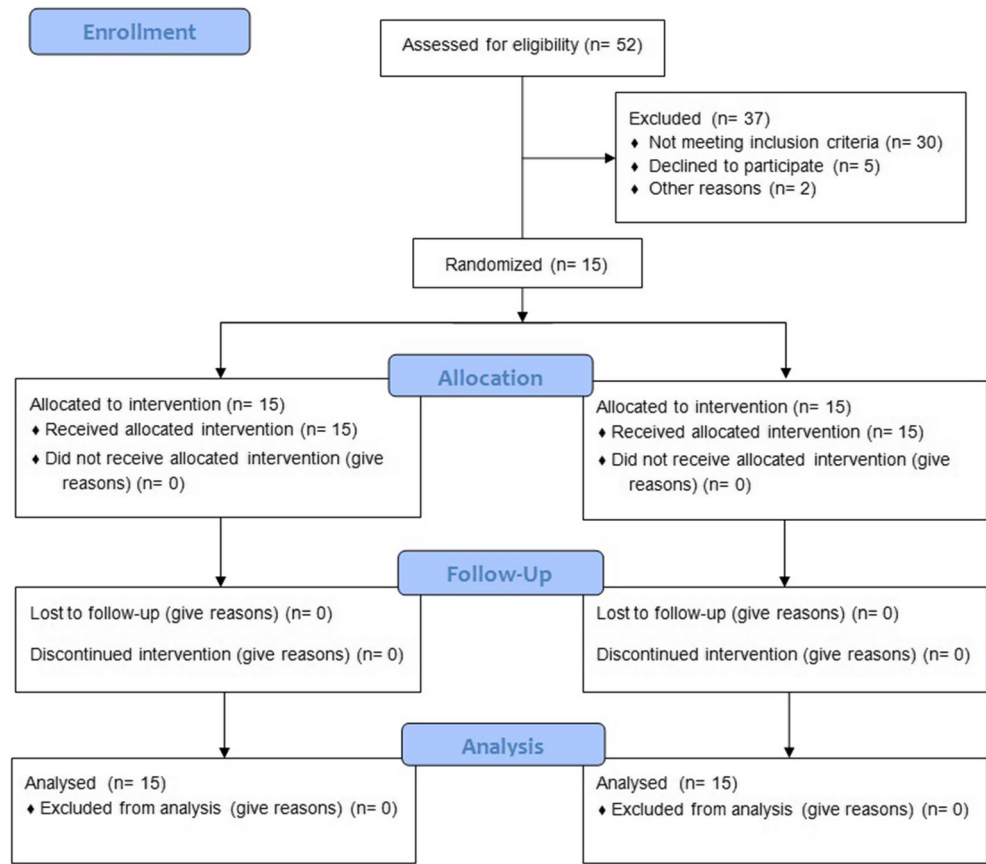 Enrollment
Assessed for eligibility (n= 52)
Excluded (n= 37)
♦ Not meeting inclusion criteria (n= 30)
♦ Declined to participate (n= 5)
♦ Other reasons (n= 2)
Randomized (n= 15)
Allocation
Allocated to intervention (n= 15)
♦ Received allocated intervention (n= 15)
♦ Did not receive allocated intervention (give
reasons) (n= 0)
Allocated to intervention (n= 15)
♦ Received allocated intervention (n= 15)
♦ Did not receive allocated intervention (give
reasons) (n= 0)
Follow-Up
Lost to follow-up (give reasons) (n= 0)
Discontinued intervention (give reasons) (n= 0)
Lost to follow-up (give reasons) (n= 0)
Discontinued intervention (give reasons) (n= 0)
Analysis
Analysed (n= 15)
♦ Excluded from analysis (give reasons) (n= 0)
Analysed (n= 15)
♦ Excluded from analysis (give reasons) (n= 0)